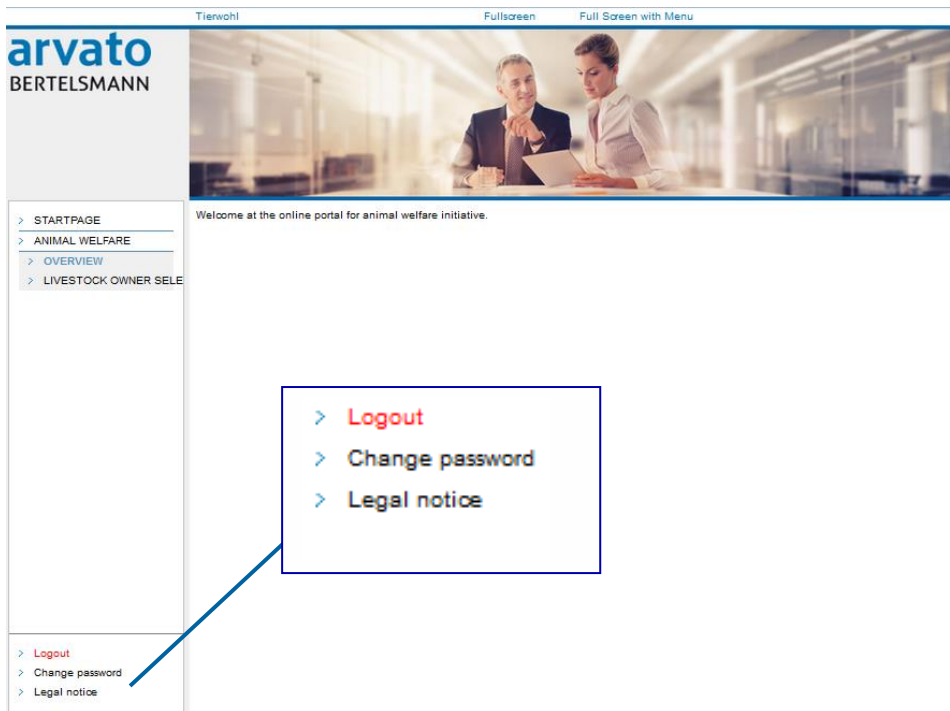 Tierwohl Fullscreen Full Screen with Menu
arvato
BERTELSMANN
STARTPAGE
ANIMAL WELFARE
OVERVIEW
LIVESTOCK OWNER SELE
Welcome at the online portal for animal welfare initiative.
Logout
Change password
Legal notice
Logout
Change password
Legal notice